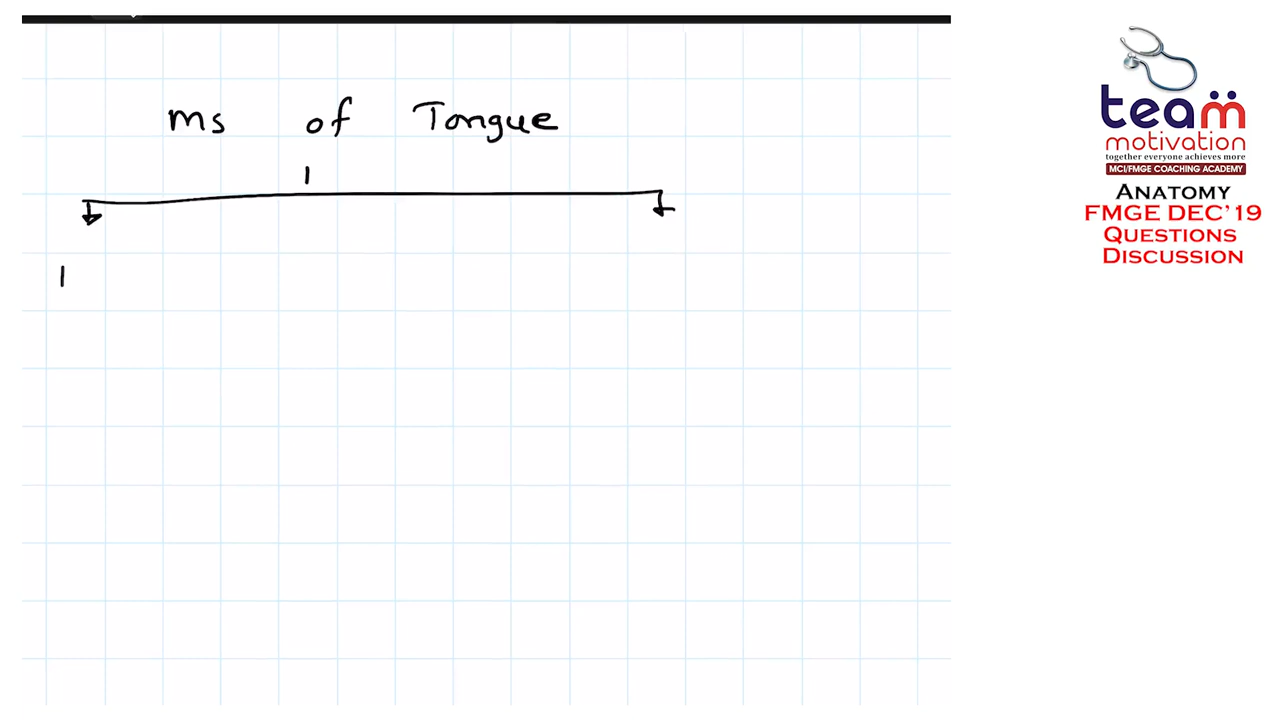 ms of Tongue
team
motivation
together everyone achieves more
MCI/FMGE COACHING ACADEMY
ANATOMY
FMGE DEC'19
QUESTIONS
DISCUSSION